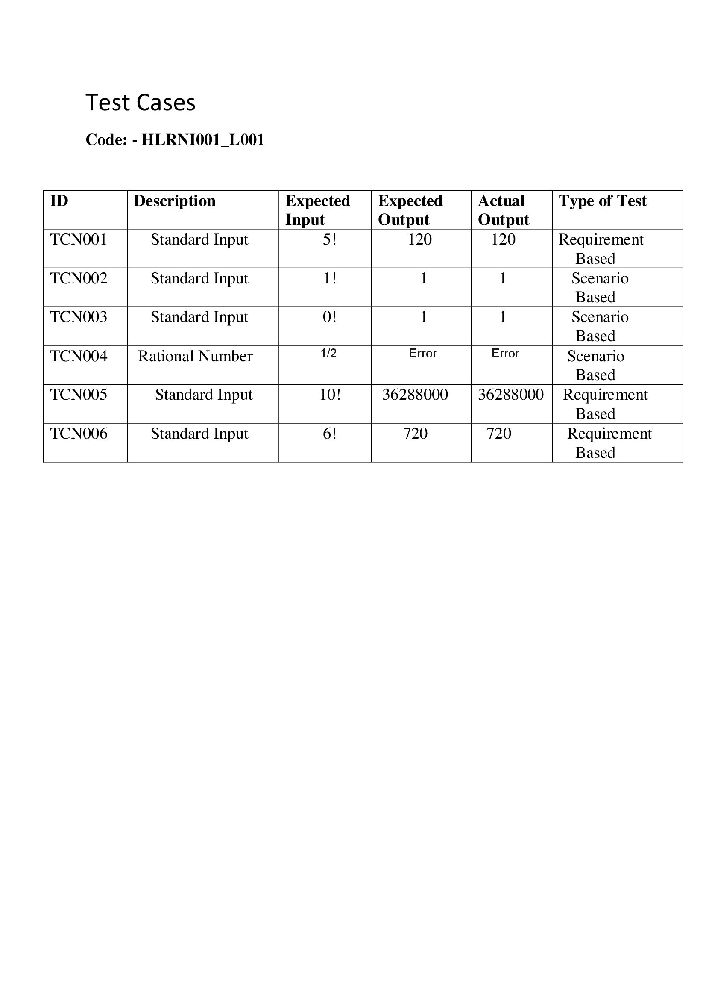 Test Cases
Code: - HLRNI001_L001
ID Description Expected Input Expected Output Actual Output Type of Test
TCN001 Standard Input 5! 120 120 Requirement Based
TCN002 Standard Input 1! 1 1 Scenario Based
TCN003 Standard Input 0! 1 1 Scenario Based
TCN004 Rational Number 1/2 Error Error Scenario Based
TCN005 Standard Input 10! 36288000 36288000 Requirement Based
TCN006 Standard Input 6! 720 720 Requirement Based